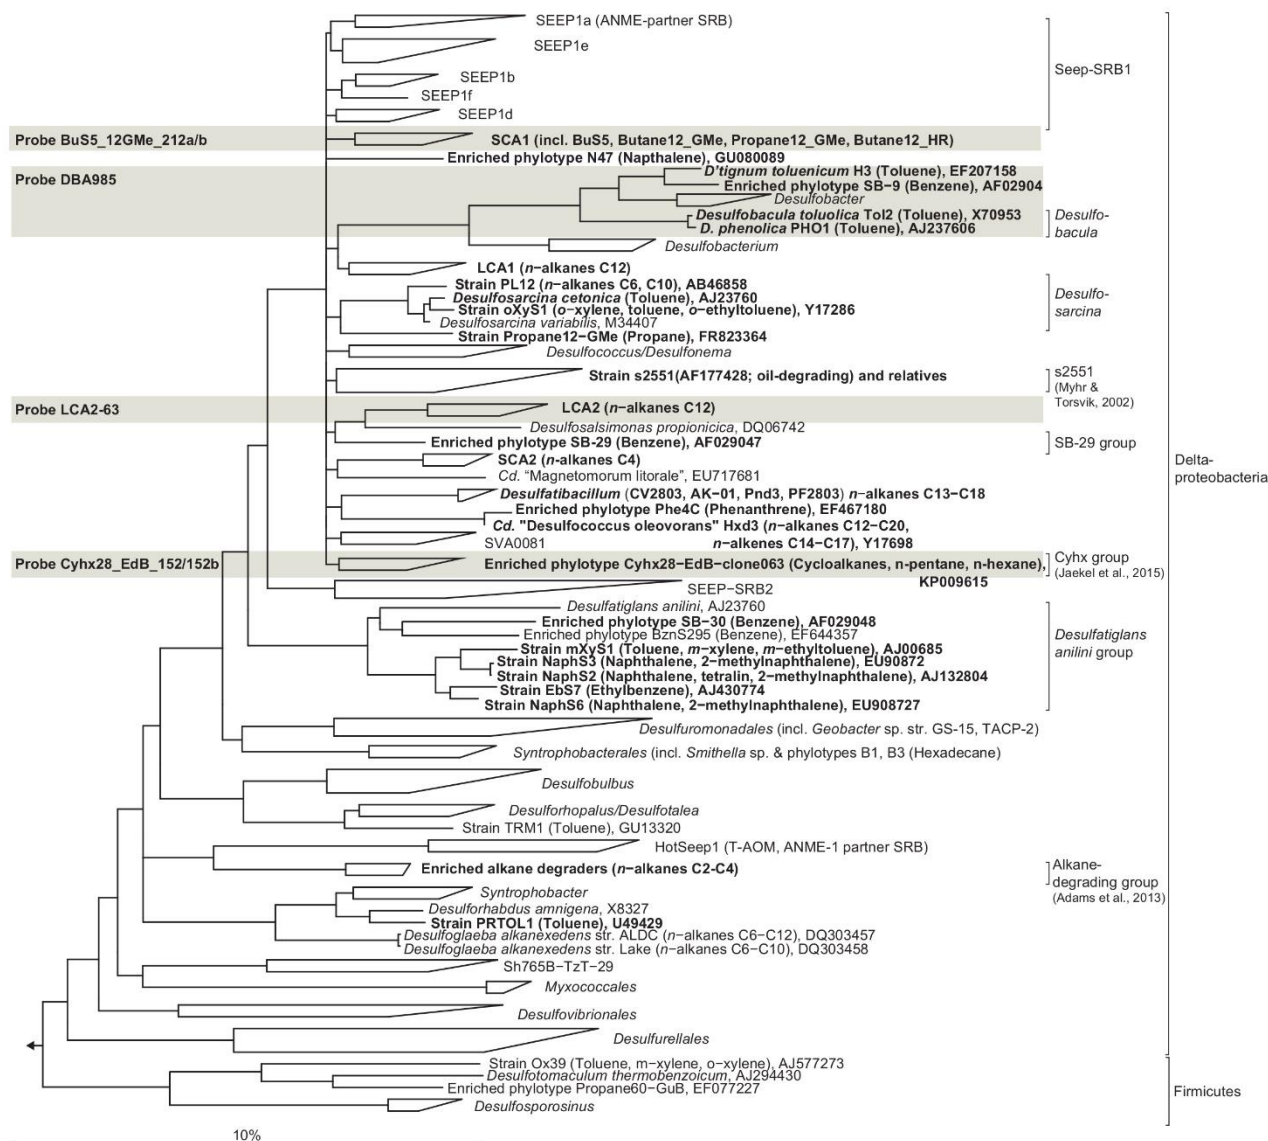 SEEP1a (ANME-partner SRB)
SEEP1e
Seep-SRB1
SEEP1b
SEEP1f
SEEP1d
Probe BuS5_12GMe_212a/b
SCA1 (incl. BuS5, Butane12_GMe, Propane12_GMe, Butane12_HR)
Enriched phylotype N47 (Napthalene), GU080089
Probe DBA985
D'tignum toluenicum H3 (Toluene), EF207158
Enriched phylotype SB−9 (Benzene), AF02904
Desulfobacter
Desulfobacula toluolica Tol2 (Toluene), X70953
D. phenolica PHO1 (Toluene), AJ237606
Desulfo-
bacula
Desulfobacterium
LCA1 (n−alkanes C12)
Strain PL12 (n−alkanes C6, C10), AB46858
Desulfosarcina cetonica (Toluene), AJ23760
Strain oXyS1 (o−xylene, toluene, o−ethyltoluene), Y17286
Desulfosarcina variabilis, M34407
Desulfo-
sarcina
Strain Propane12−GMe (Propane), FR823364
Desulfococcus/Desulfonema
Strain s2551(AF177428; oil-degrading) and relatives
s2551
(Myhr &
Torsvik, 2002)
Probe LCA2-63
LCA2 (n−alkanes C12)
Desulfosalsimonas propionicica, DQ06742
Enriched phylotype SB−29 (Benzene), AF029047
SB-29 group
SCA2 (n-alkanes C4)
Cd. “Magnetomorum litorale”, EU717681
Delta-
proteobacteria
Desulfatibacillum (CV2803, AK−01, Pnd3, PF2803) n−alkanes C13−C18
Enriched phylotype Phe4C (Phenanthrene), EF467180
Cd. "Desulfococcus oleovorans" Hxd3 (n−alkanes C12−C20,
n−alkenes C14−C17), Y17698
SVA0081
Probe Cyhx28_EdB_152/152b
Enriched phylotype Cyhx28−EdB−clone063 (Cycloalkanes, n-pentane, n-hexane),
KP009615
Cyhx group
(Jaekel et al., 2015)
SEEP−SRB2
Desulfatiglans anilini, AJ23760
Enriched phylotype SB−30 (Benzene), AF029048
Enriched phylotype BznS295 (Benzene), EF644357
Strain mXyS1 (Toluene, m−xylene, m−ethyltoluene), AJ00685
Strain NaphS3 (Naphthalene, 2−methylnaphthalene), EU90872
Strain NaphS2 (Naphthalene, tetralin, 2−methylnaphthalene), AJ132804
Strain EbS7 (Ethylbenzene), AJ430774
Strain NaphS6 (Naphthalene, 2−methylnaphthalene), EU908727
Desulfatiglans
anilini group
Desulfuromonadales (incl. Geobacter sp. str. GS-15, TACP-2)
Syntrophobacterales (incl. Smithella sp. & phylotypes B1, B3 (Hexadecane)
Desulfobulbus
Desulforhopalus/Desulfotalea
Strain TRM1 (Toluene), GU13320
HotSeep1 (T−AOM, ANME−1 partner SRB)
Enriched alkane degraders (n−alkanes C2-C4)
Alkane-
degrading group
(Adams et al., 2013)
Syntrophobacter
Desulforhabdus amnigena, X8327
Strain PRTOL1 (Toluene), U49429
Desulfoglaeba alkanexedens str. ALDC (n−alkanes C6−C12), DQ303457
Desulfoglaeba alkanexedens str. Lake (n−alkanes C6−C10), DQ303458
Sh765B−TzT−29
Myxococcales
Desulfovibrionales
Desulfurellales
Strain Ox39 (Toluene, m−xylene, o−xylene), AJ577273
Desulfotomaculum thermobenzoicum, AJ294430
Enriched phylotype Propane60−GuB, EF077227
Desulfosporosinus
Firmicutes
10%